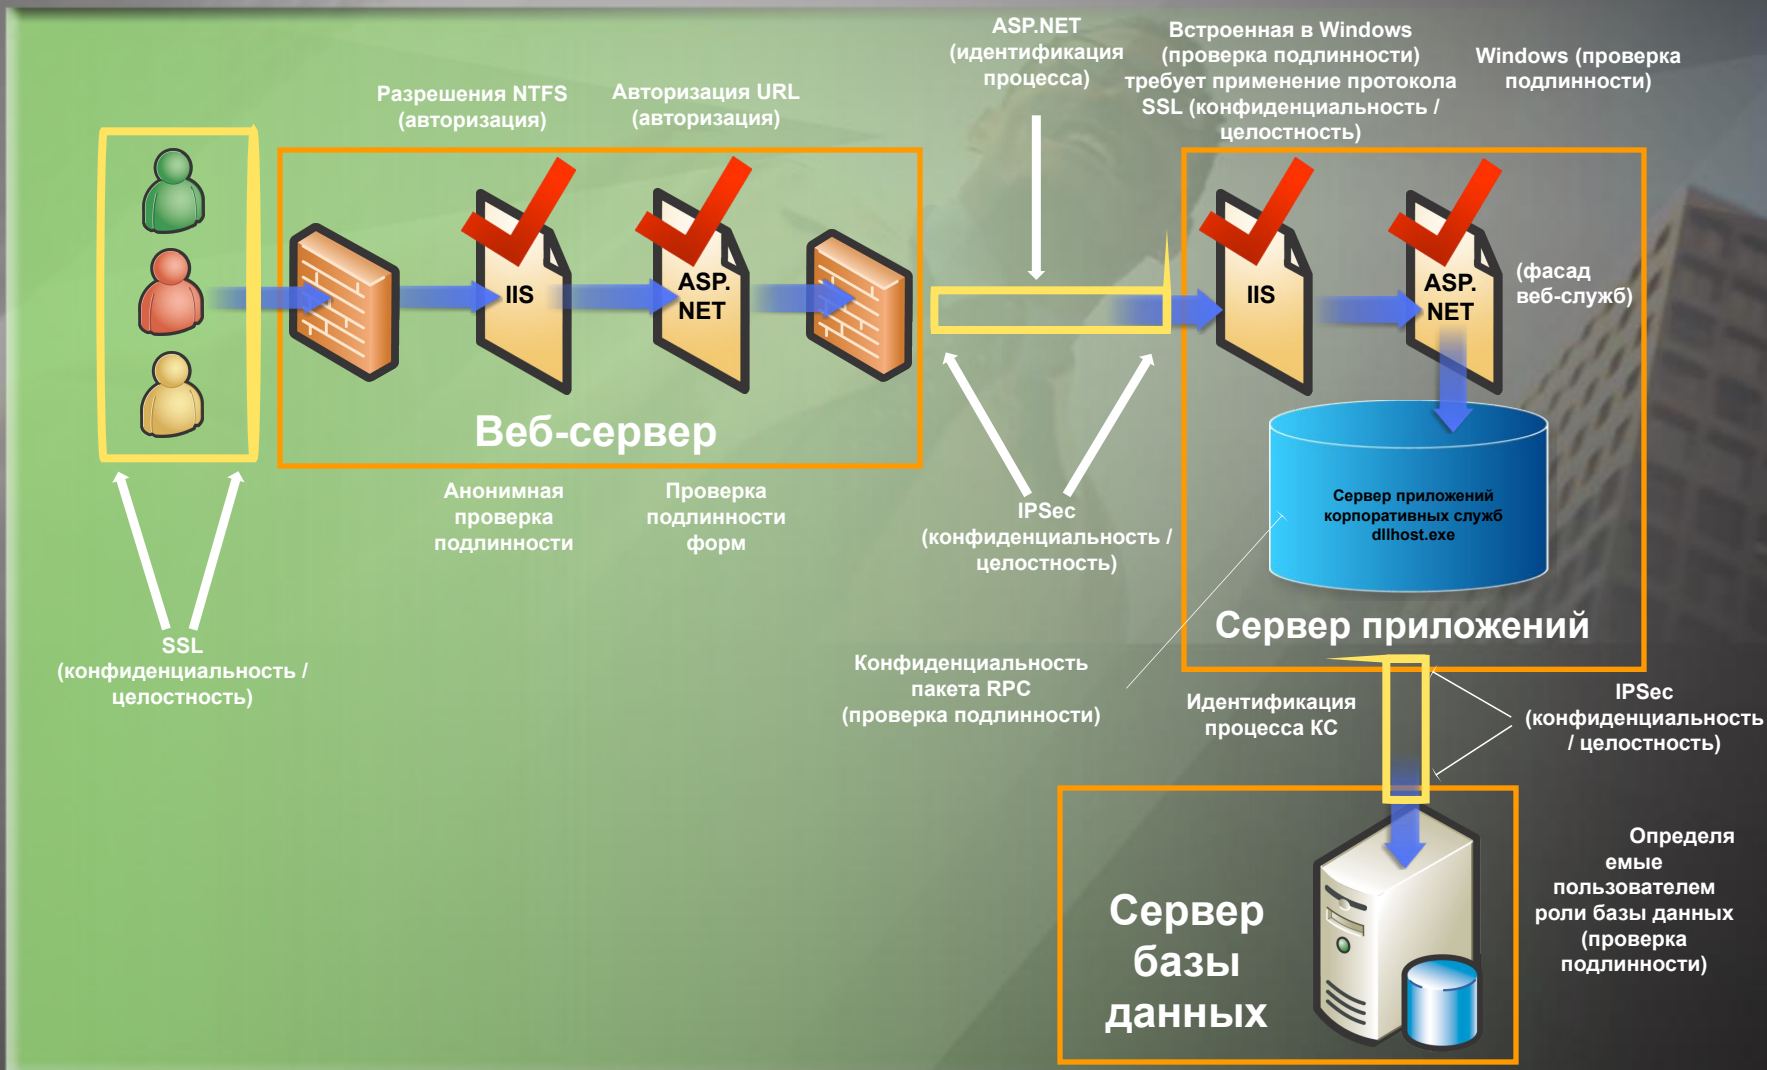 ASP.NET
(идентификация
процесса)
Встроенная в Windows
(проверка подлинности)
требует применение протокола
SSL (конфиденциальность /
целостность)
Windows (проверка
подлинности)
Разрешения NTFS
(авторизация)
Авторизация URL
(авторизация)
IIS
ASP.
NET
IIS
ASP.
NET
(фасад
веб-служб)
Веб-сервер
Анонимная
проверка
подлинности
Проверка
подлинности
форм
IPSec
(конфиденциальность /
целостность)
Сервер приложений
корпоративных служб
dllhost.exe
Сервер приложений
SSL
(конфиденциальность /
целостность)
Конфиденциальность
пакета RPC
(проверка подлинности)
Идентификация
процесса КС
IPSec
(конфиденциальность
/ целостность)
Сервер
базы
данных
Определя
емые
пользователем
роли базы данных
(проверка
подлинности)